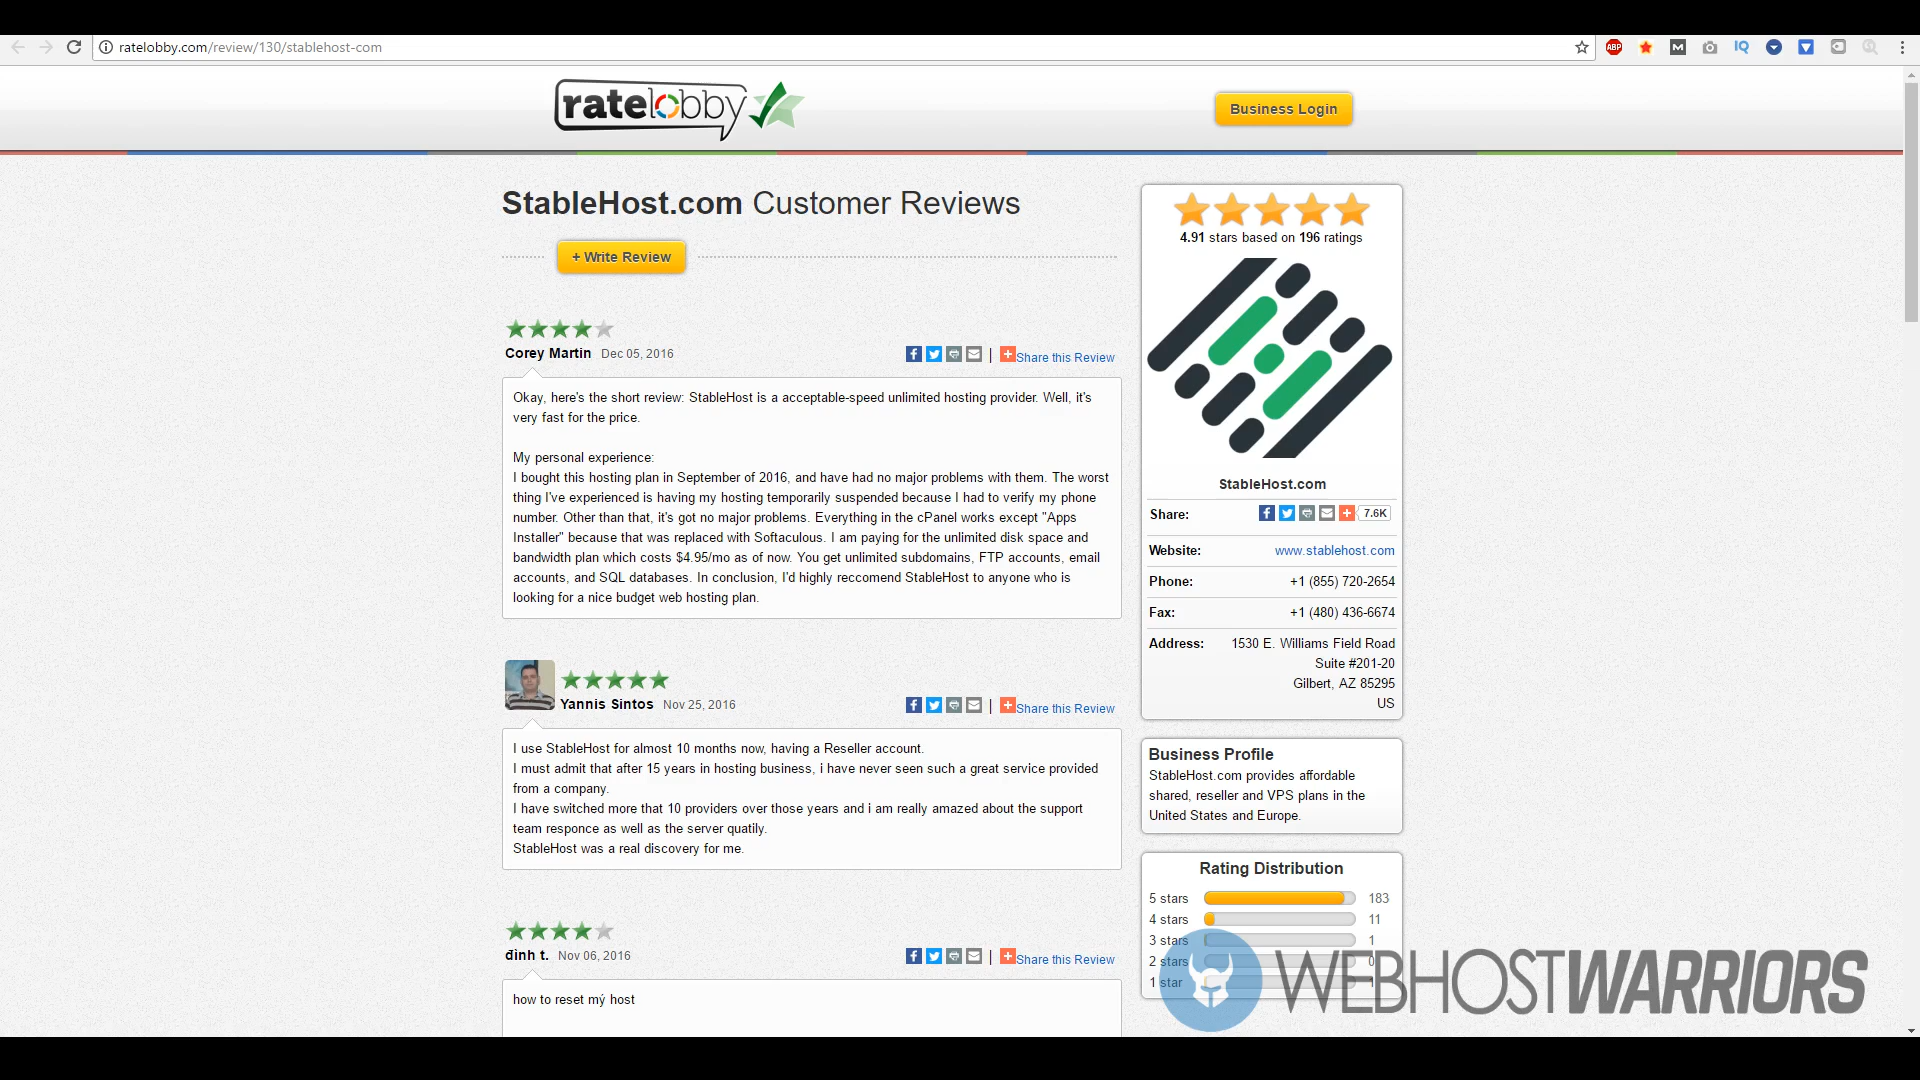 ratelobby.com/review/130/stablehost-com
ABP
M
IQ
ratelobby
Business Login
StableHost.com Customer Reviews
+ Write Review
Corey Martin Dec 05, 2016
| Share this Review
Okay, here's the short review: StableHost is a acceptable-speed unlimited hosting provider. Well, it's
very fast for the price.
My personal experience:
I bought this hosting plan in September of 2016, and have had no major problems with them. The worst
thing I've experienced is having my hosting temporarily suspended because I had to verify my phone
number. Other than that, it's got no major problems. Everything in the cPanel works except "Apps
Installer" because that was replaced with Softaculous. I am paying for the unlimited disk space and
bandwidth plan which costs $4.95/mo as of now. You get unlimited subdomains, FTP accounts, email
accounts, and SQL databases. In conclusion, I'd highly reccomend StableHost to anyone who is
looking for a nice budget web hosting plan.
Yannis Sintos Nov 25, 2016
| Share this Review
I use StableHost for almost 10 months now, having a Reseller account.
I must admit that after 15 years in hosting business, i have never seen such a great service provided
from a company.
I have switched more that 10 providers over those years and i am really amazed about the support
team responce as well as the server quatily.
StableHost was a real discovery for me.
đình t. Nov 06, 2016
| Share this Review
how to reset mý host
4.91 stars based on 196 ratings
StableHost.com
Share: 7.6K
Website: www.stablehost.com
Phone: +1 (855) 720-2654
Fax: +1 (480) 436-6674
Address: 1530 E. Williams Field Road
Suite #201-20
Gilbert, AZ 85295
US
Business Profile
StableHost.com provides affordable
shared, reseller and VPS plans in the
United States and Europe.
Rating Distribution
5 stars 183
4 stars 11
3 stars 1
2 stars 0
1 star 1
WEBHOSTWARRIORS